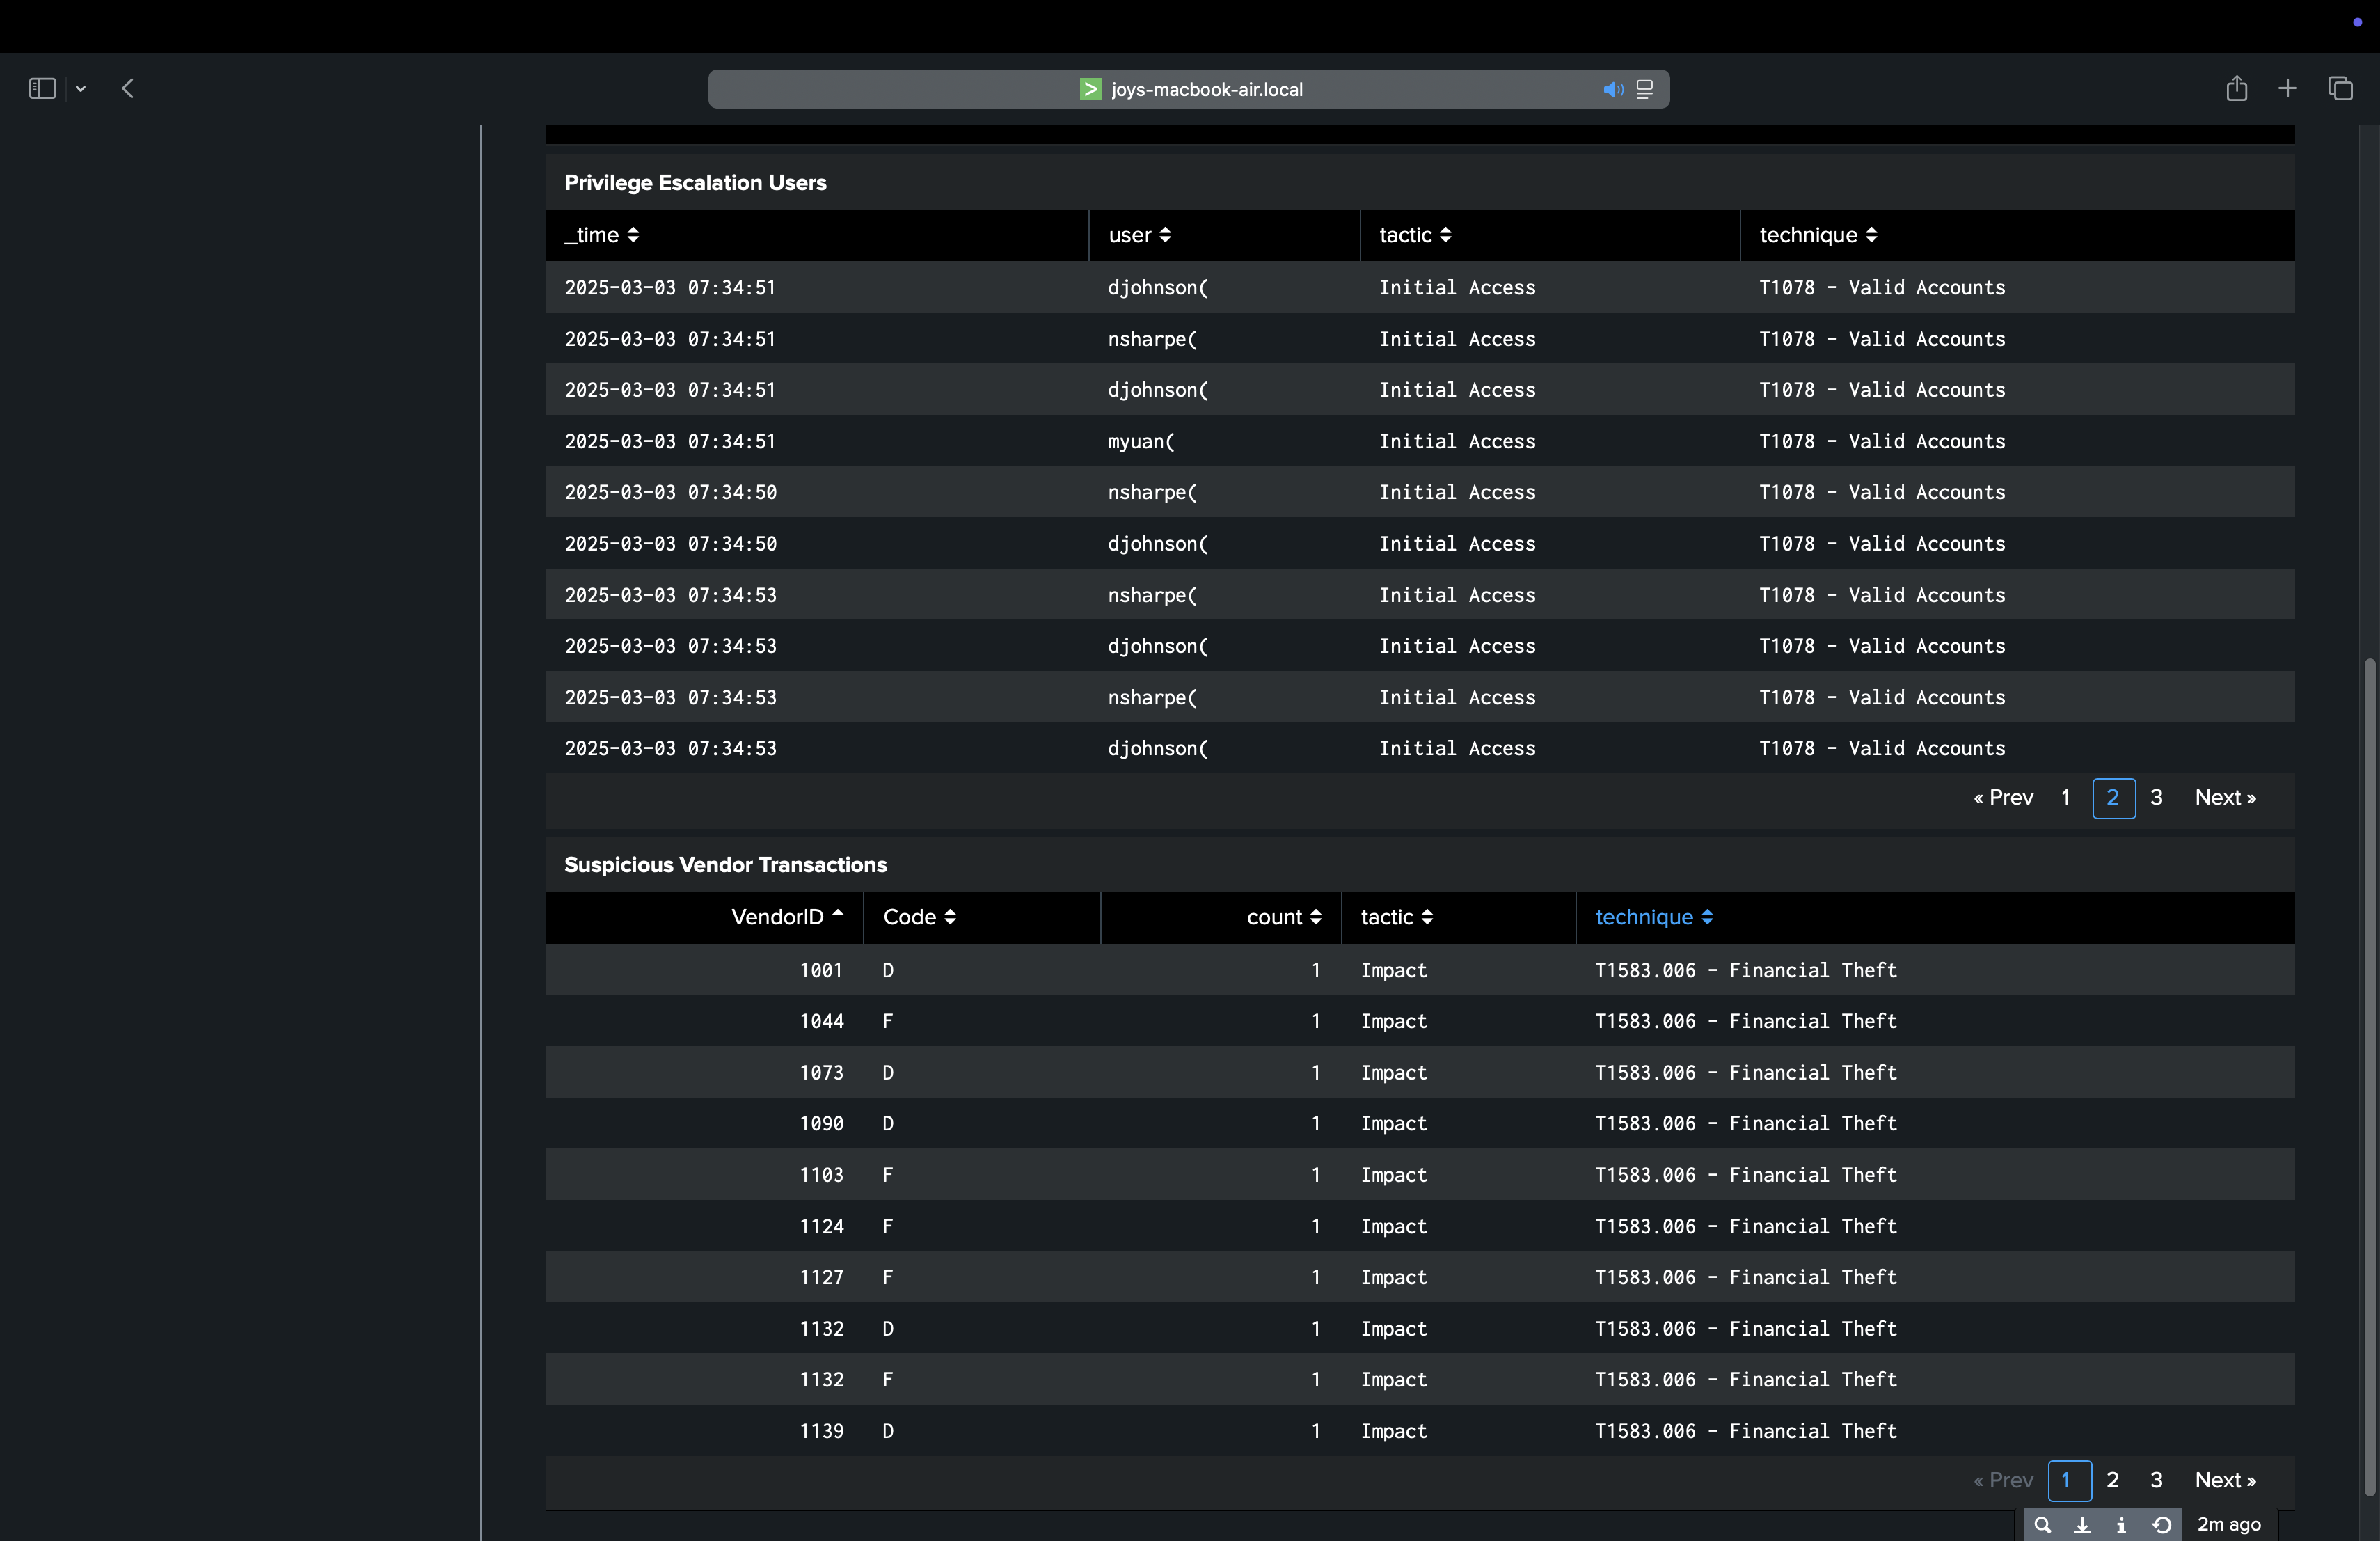 joys-macbook-air.local
Privilege Escalation Users
_time user tactic technique
2025-03-03 07:34:51 djohnson( Initial Access T1078 - Valid Accounts
2025-03-03 07:34:51 nsharpe( Initial Access T1078 - Valid Accounts
2025-03-03 07:34:51 djohnson( Initial Access T1078 - Valid Accounts
2025-03-03 07:34:51 myuan( Initial Access T1078 - Valid Accounts
2025-03-03 07:34:50 nsharpe( Initial Access T1078 - Valid Accounts
2025-03-03 07:34:50 djohnson( Initial Access T1078 - Valid Accounts
2025-03-03 07:34:53 nsharpe( Initial Access T1078 - Valid Accounts
2025-03-03 07:34:53 djohnson( Initial Access T1078 - Valid Accounts
2025-03-03 07:34:53 nsharpe( Initial Access T1078 - Valid Accounts
2025-03-03 07:34:53 djohnson( Initial Access T1078 - Valid Accounts
« Prev 1 2 3 Next »
Suspicious Vendor Transactions
VendorID Code count tactic technique
1001 D 1 Impact T1583.006 - Financial Theft
1044 F 1 Impact T1583.006 - Financial Theft
1073 D 1 Impact T1583.006 - Financial Theft
1090 D 1 Impact T1583.006 - Financial Theft
1103 F 1 Impact T1583.006 - Financial Theft
1124 F 1 Impact T1583.006 - Financial Theft
1127 F 1 Impact T1583.006 - Financial Theft
1132 D 1 Impact T1583.006 - Financial Theft
1132 F 1 Impact T1583.006 - Financial Theft
1139 D 1 Impact T1583.006 - Financial Theft
« Prev 1 2 3 Next »
2m ago